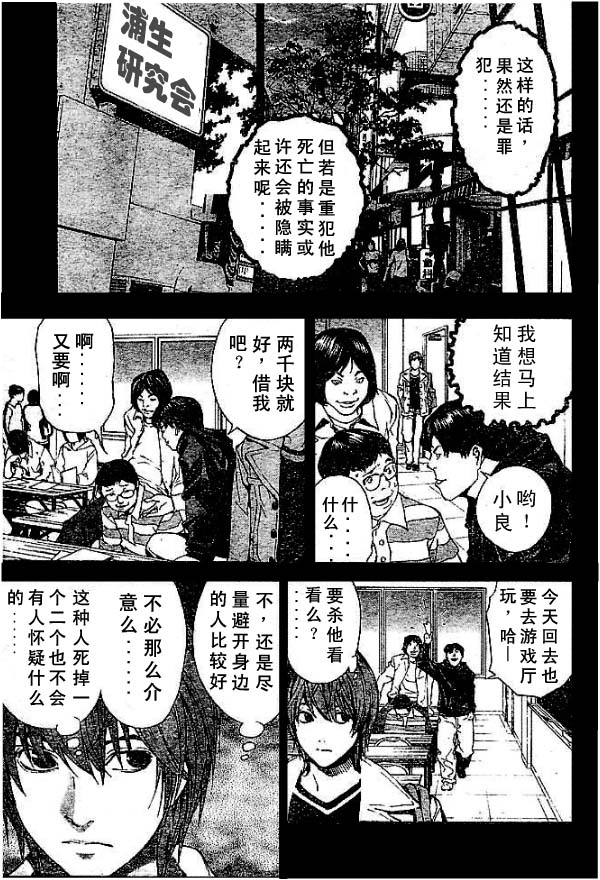 蒲生
研究会
这样的话，
果然还是罪
犯......
但若是重犯他
死亡的事实或
许还会被隐瞒
起来呢....
我想马上
知道结果
哟！
小良
什...
什么....
两千块就
好，借我
吧？
啊.....
又要啊...
今天回去也
要去游戏厅
玩，哈—
要杀他看
看么？
....
不，还是尽
量避开身边
的人比较好
不必那么介
意么.....
这种人死掉一
个二个也不会
有人怀疑什么
的.....